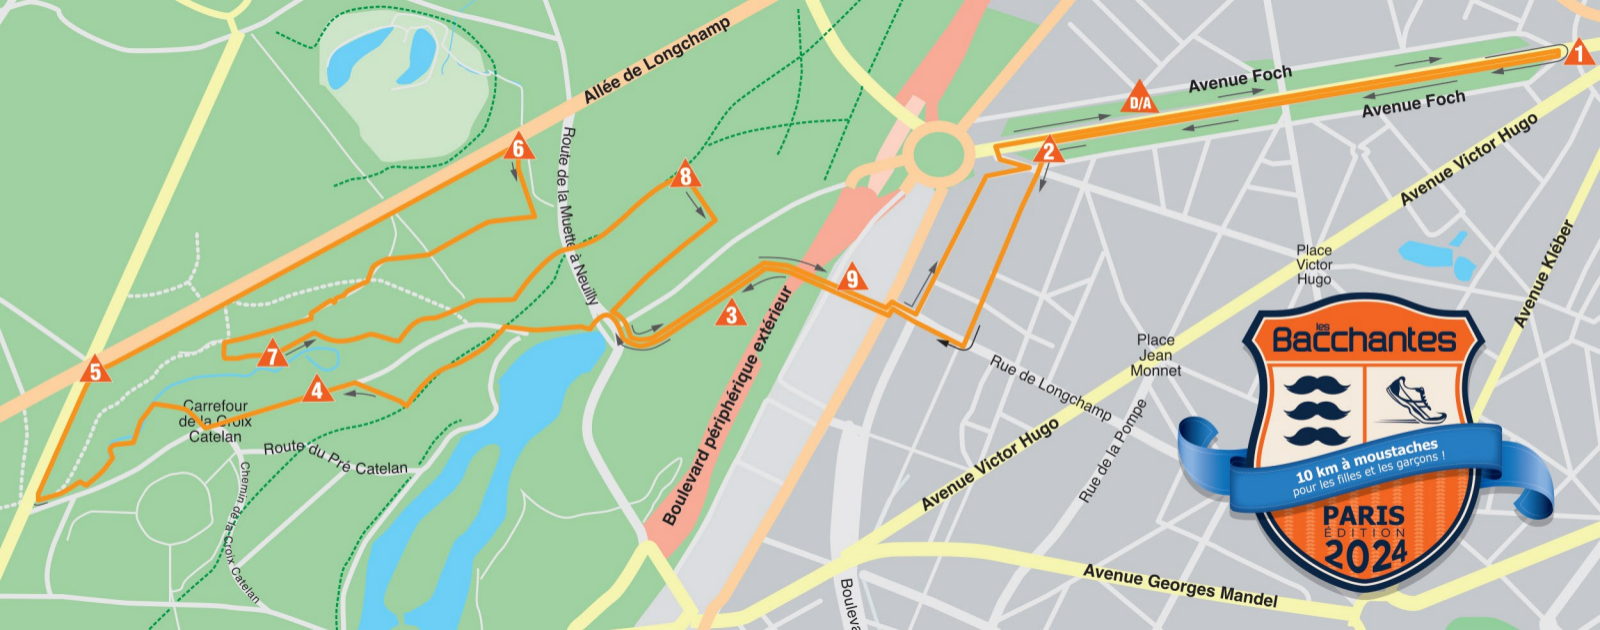 Allée de Longchamp
Avenue Foch
Avenue Foch
D/A
1
2
3
4
5
6
7
8
9
Route de la Muette à Neuilly
Avenue Victor Hugo
Avenue Kléber
Place
Victor
Hugo
Place
Jean
Monnet
Boulevard périphérique extérieur
Rue de Longchamp
Rue de la Pompe
Avenue Victor Hugo
Carrefour
de la Croix
Catelan
Route du Pré Catelan
Chemin de la Croix Catelan
Avenue Georges Mandel
Bouleva
les
Bacchantes
10 km à moustaches
pour les filles et les garçons !
PARIS
ÉDITION
2024